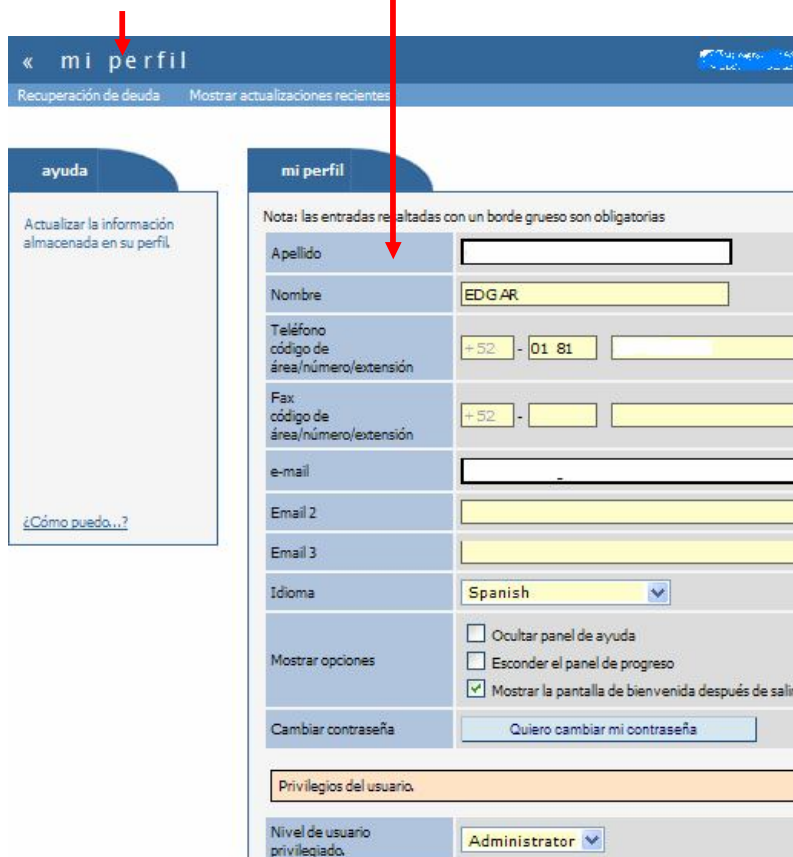 « mi perfil
Recuperación de deuda Mostrar actualizaciones recientes
ayuda
Actualizar la información
almacenada en su perfil.
¿Cómo puedo...?
mi perfil
Nota: las entradas resaltadas con un borde grueso son obligatorias
Apellido
Nombre EDGAR
Teléfono
código de
área/número/extensión
+52 - 01 81
Fax
código de
área/número/extensión
+52 -
e-mail
Email 2
Email 3
Idioma Spanish
Mostrar opciones
Ocultar panel de ayuda
Esconder el panel de progreso
Mostrar la pantalla de bienvenida después de sali
Cambiar contraseña Quiero cambiar mi contraseña
Privilegios del usuario.
Nivel de usuario
privilegiado.
Administrator